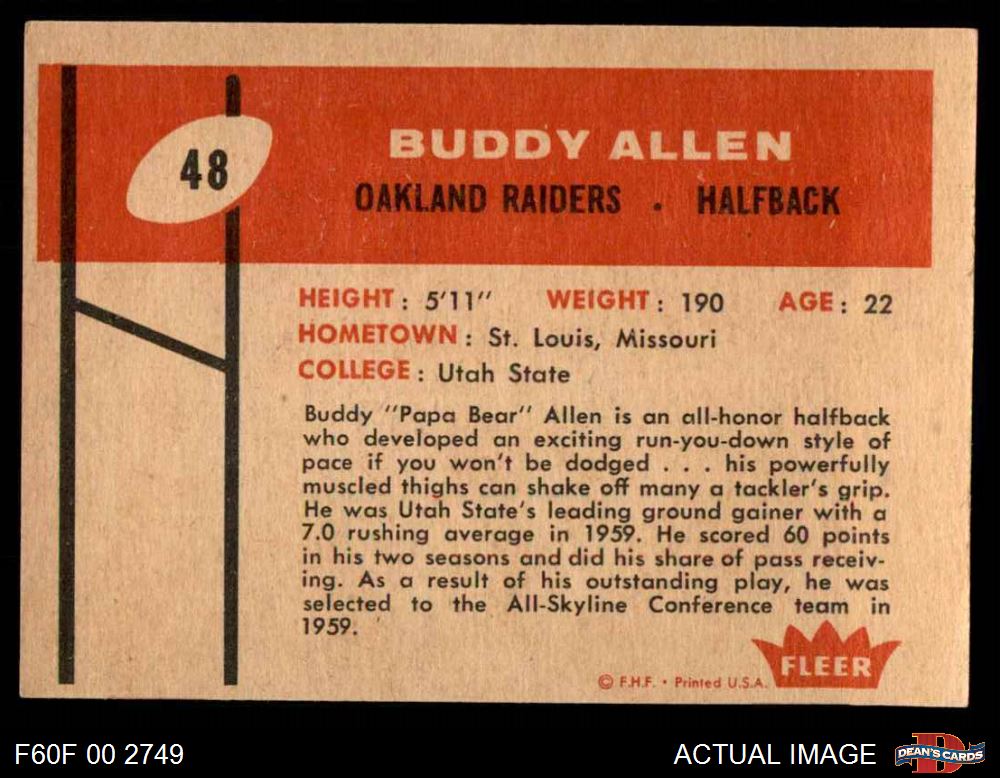 48
BUDDY ALLEN
OAKLAND RAIDERS . HALFBACK
HEIGHT: 5'11" WEIGHT: 190 AGE: 22
HOMETOWN: St. Louis, Missouri
COLLEGE: Utah State
Buddy "Papa Bear" Allen is an all-honor halfback
who developed an exciting run-you-down style of
pace if you won't be dodged . . . his powerfully
muscled thighs can shake off many a tackler's grip.
He was Utah State's leading ground gainer with a
7.0 rushing average in 1959. He scored 60 points
in his two seasons and did his share of pass receiv-
ing. As a result of his outstanding play, he was
selected to the All-Skyline Conference team in
1959.
FLEER
© F.H.F. • Printed U.S.A.
F60F 00 2749
ACTUAL IMAGE
D
DEAN'S CARDS